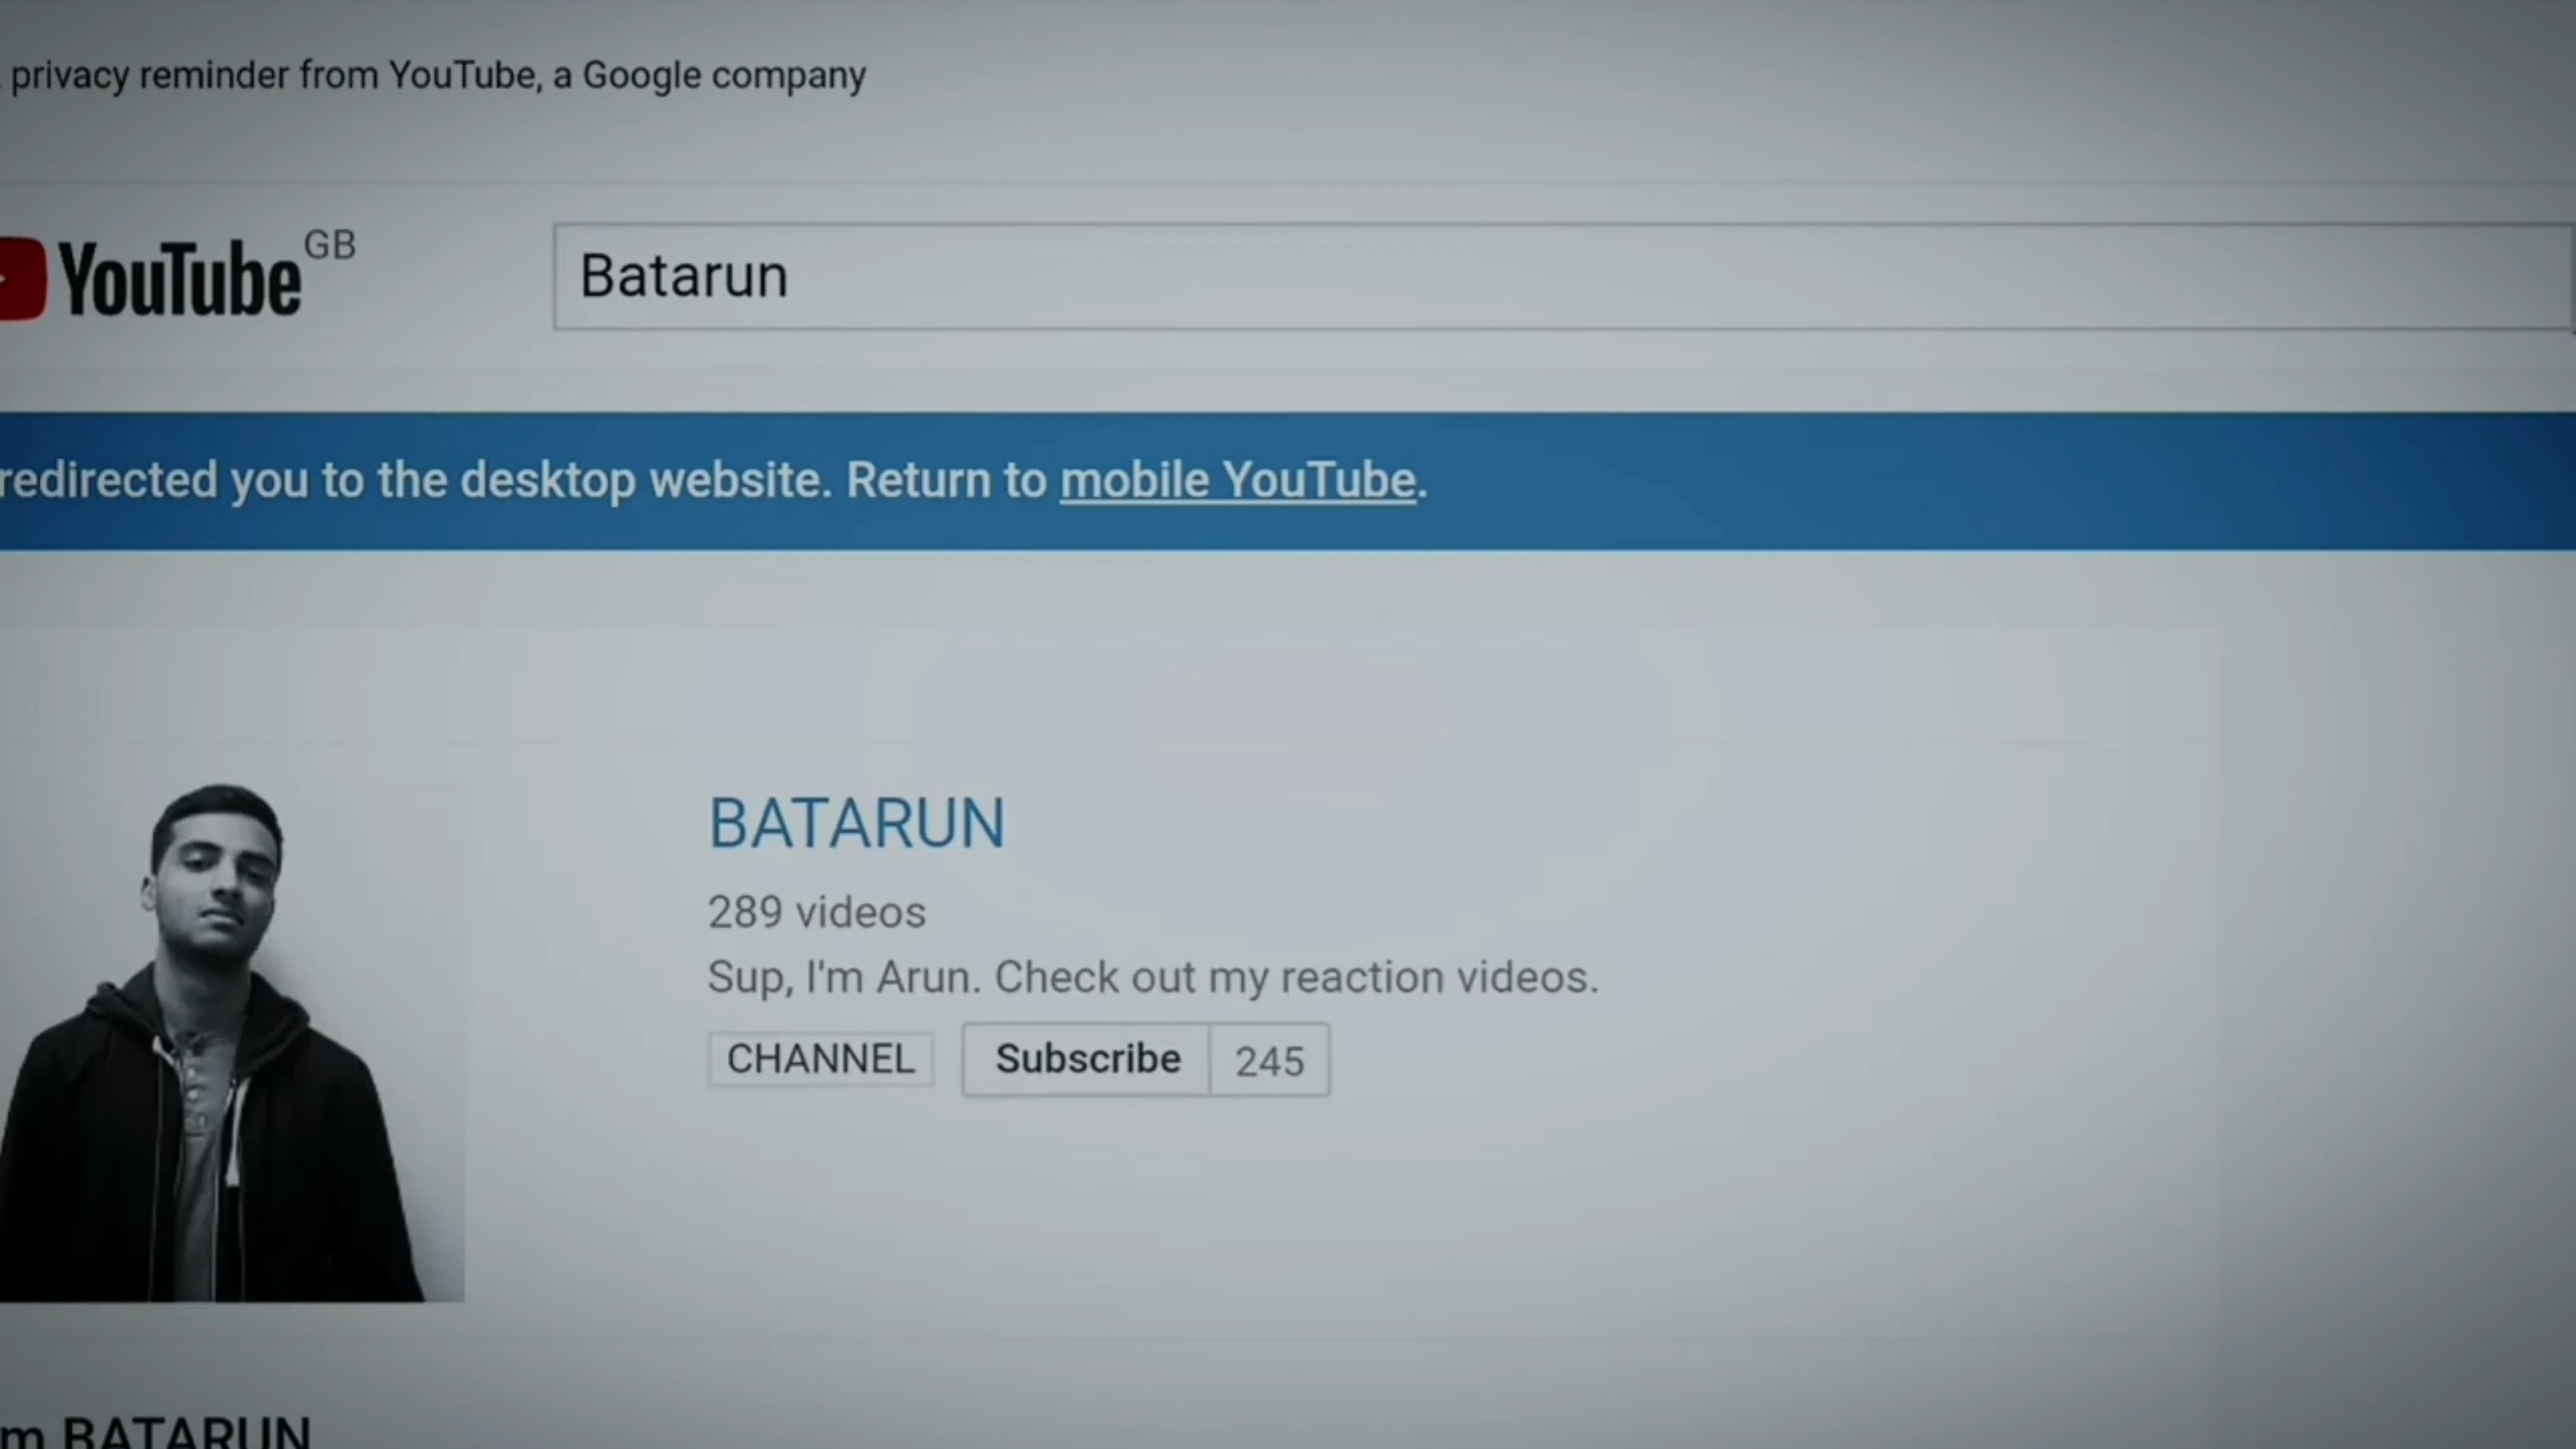 privacy reminder from YouTube, a Google company
YouTube GB
Batarun
redirected you to the desktop website. Return to mobile YouTube.
BATARUN
289 videos
Sup, I'm Arun. Check out my reaction videos.
CHANNEL
Subscribe 245
BATARUN